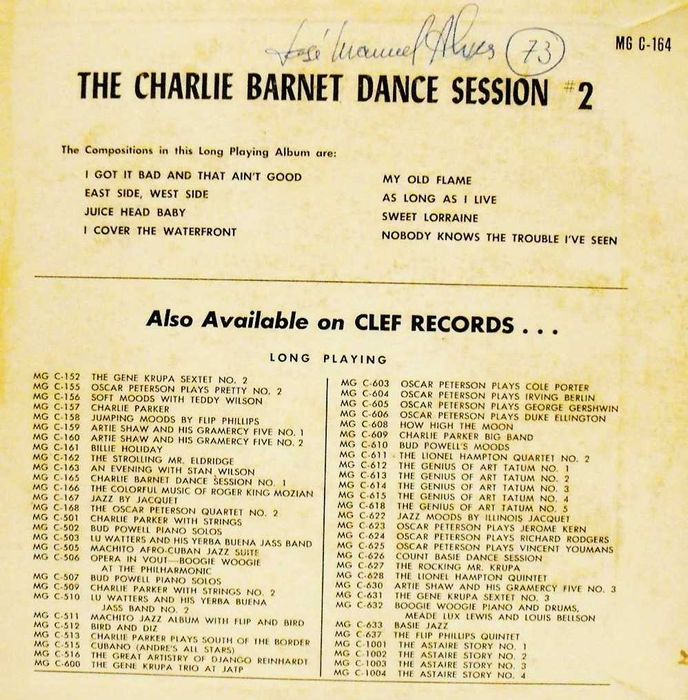 José Manuel Alves 73
MG C-164
THE CHARLIE BARNET DANCE SESSION #2
The Compositions in this Long Playing Album are:
I GOT IT BAD AND THAT AIN'T GOOD
EAST SIDE, WEST SIDE
JUICE HEAD BABY
I COVER THE WATERFRONT
MY OLD FLAME
AS LONG AS I LIVE
SWEET LORRAINE
NOBODY KNOWS THE TROUBLE I'VE SEEN
Also Available on CLEF RECORDS . . .
LONG PLAYING
MG C-152 THE GENE KRUPA SEXTET NO. 2
MG C-155 OSCAR PETERSON PLAYS PRETTY NO. 2
MG C-156 SOFT MOODS WITH TEDDY WILSON
MG C-157 CHARLIE PARKER
MG C-158 JUMPING MOODS BY FLIP PHILLIPS
MG C-159 ARTIE SHAW AND HIS GRAMERCY FIVE NO. 1
MG C-160 ARTIE SHAW AND HIS GRAMERCY FIVE NO. 2
MG C-161 BILLIE HOLIDAY
MG C-162 THE STROLLING MR. ELDRIDGE
MG C-163 AN EVENING WITH STAN WILSON
MG C-165 CHARLIE BARNET DANCE SESSION NO. 1
MG C-166 THE COLORFUL MUSIC OF ROGER KING MOZIAN
MG C-167 JAZZ BY JACQUET
MG C-168 THE OSCAR PETERSON QUARTET NO. 2
MG C-501 CHARLIE PARKER WITH STRINGS
MG C-502 BUD POWELL PIANO SOLOS
MG C-503 LU WATTERS AND HIS YERBA BUENA JASS BAND
MG C-505 MACHITO AFRO-CUBAN JAZZ SUITE
MG C-506 OPERA IN VOUT—BOOGIE WOOGIE
AT THE PHILHARMONIC
MG C-507 BUD POWELL PIANO SOLOS
MG C-509 CHARLIE PARKER WITH STRINGS NO. 2
MG C-510 LU WATTERS AND HIS YERBA BUENA
JASS BAND NO. 2
MG C-511 MACHITO JAZZ ALBUM WITH FLIP AND BIRD
MG C-512 BIRD AND DIZ
MG C-513 CHARLIE PARKER PLAYS SOUTH OF THE BORDER
MG C-515 CUBANO (ANDRE'S ALL STARS)
MG C-516 THE GREAT ARTISTRY OF DJANGO REINHARDT
MG C-600 THE GENE KRUPA TRIO AT JATP
MG C-603 OSCAR PETERSON PLAYS COLE PORTER
MG C-604 OSCAR PETERSON PLAYS IRVING BERLIN
MG C-605 OSCAR PETERSON PLAYS GEORGE GERSHWIN
MG C-606 OSCAR PETERSON PLAYS DUKE ELLINGTON
MG C-608 HOW HIGH THE MOON
MG C-609 CHARLIE PARKER BIG BAND
MG C-610 BUD POWELL'S MOODS
MG C-611 THE LIONEL HAMPTON QUARTET NO. 2
MG C-612 THE GENIUS OF ART TATUM NO. 1
MG C-613 THE GENIUS OF ART TATUM NO. 2
MG C-614 THE GENIUS OF ART TATUM NO. 3
MG C-615 THE GENIUS OF ART TATUM NO. 4
MG C-618 THE GENIUS OF ART TATUM NO. 5
MG C-622 JAZZ MOODS BY ILLINOIS JACQUET
MG C-623 OSCAR PETERSON PLAYS JEROME KERN
MG C-624 OSCAR PETERSON PLAYS RICHARD RODGERS
MG C-625 OSCAR PETERSON PLAYS VINCENT YOUMANS
MG C-626 COUNT BASIE DANCE SESSION
MG C-627 THE ROCKING MR. KRUPA
MG C-628 THE LIONEL HAMPTON QUINTET
MG C-630 ARTIE SHAW AND HIS GRAMERCY FIVE NO. 3
MG C-631 THE GENE KRUPA SEXTET NO. 3
MG C-632 BOOGIE WOOGIE PIANO AND DRUMS,
MEADE LUX LEWIS AND LOUIS BELLSON
MG C-633 BASIE JAZZ
MG C-637 THE FLIP PHILLIPS QUINTET
MG C-1001 THE ASTAIRE STORY NO. 1
MG C-1002 THE ASTAIRE STORY NO. 2
MG C-1003 THE ASTAIRE STORY NO. 3
MG C-1004 THE ASTAIRE STORY NO. 4